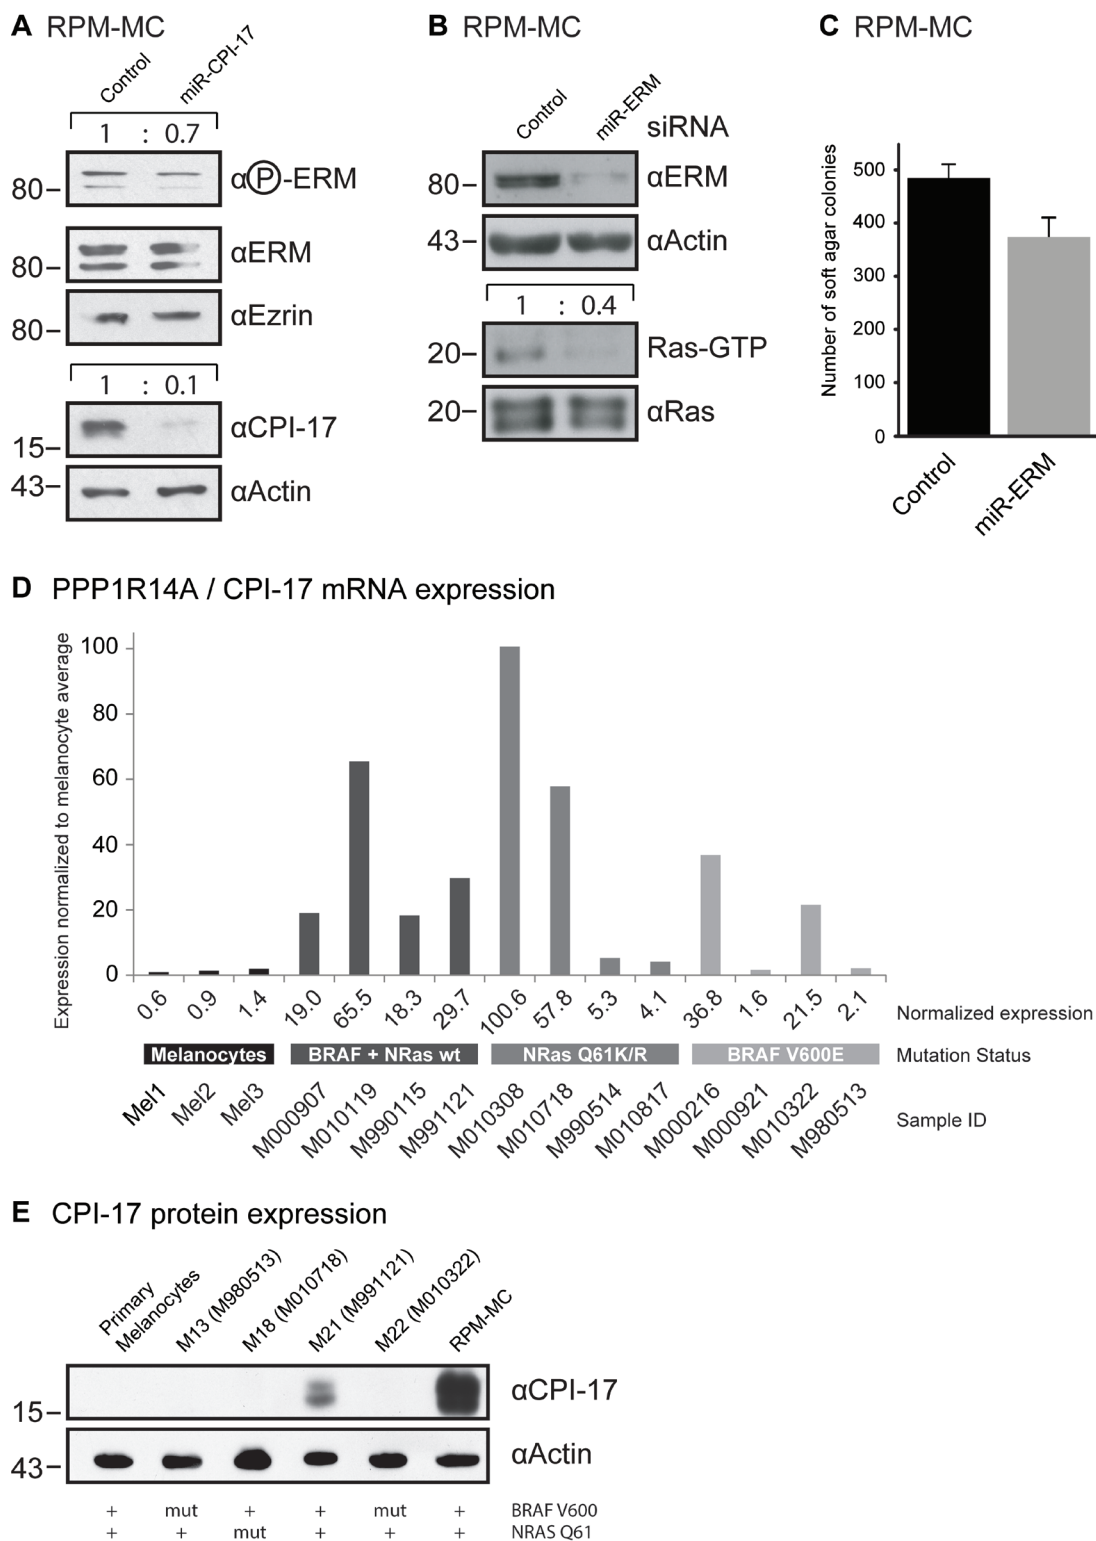 A RPM-MC
Control
miR-CPI-17
1 : 0.7
80
αⓅ-ERM
αERM
80
αEzrin
80
1 : 0.1
αCPI-17
15
43
αActin
B RPM-MC
Control
miR-ERM
siRNA
80
αERM
43
αActin
1 : 0.4
20
Ras-GTP
20
αRas
C RPM-MC
Number of soft agar colonies
500
400
300
200
100
0
Control
miR-ERM
D PPP1R14A / CPI-17 mRNA expression
Expression normalized to melanocyte average
100
80
60
40
20
0
0.6 0.9 1.4 19.0 65.5 18.3 29.7 100.6 57.8 5.3 4.1 36.8 1.6 21.5 2.1 Normalized expression
Melanocytes BRAF + NRas wt NRas Q61K/R BRAF V600E Mutation Status
Mel1 Mel2 Mel3 M000907 M010119 M990115 M991121 M010308 M010718 M990514 M010817 M000216 M000921 M010322 M980513 Sample ID
E CPI-17 protein expression
Primary
Melanocytes
M13 (M980513)
M18 (M010718)
M21 (M991121)
M22 (M010322)
RPM-MC
αCPI-17
15
αActin
43
+ mut + + mut + BRAF V600
+ + mut + + + NRAS Q61